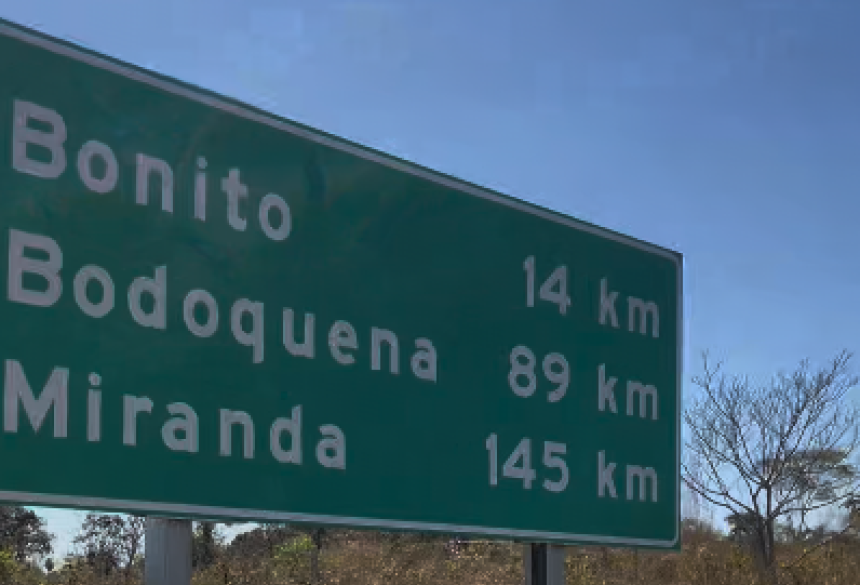 Bonito 14 km
Bodoquena 89 km
Miranda 145 km